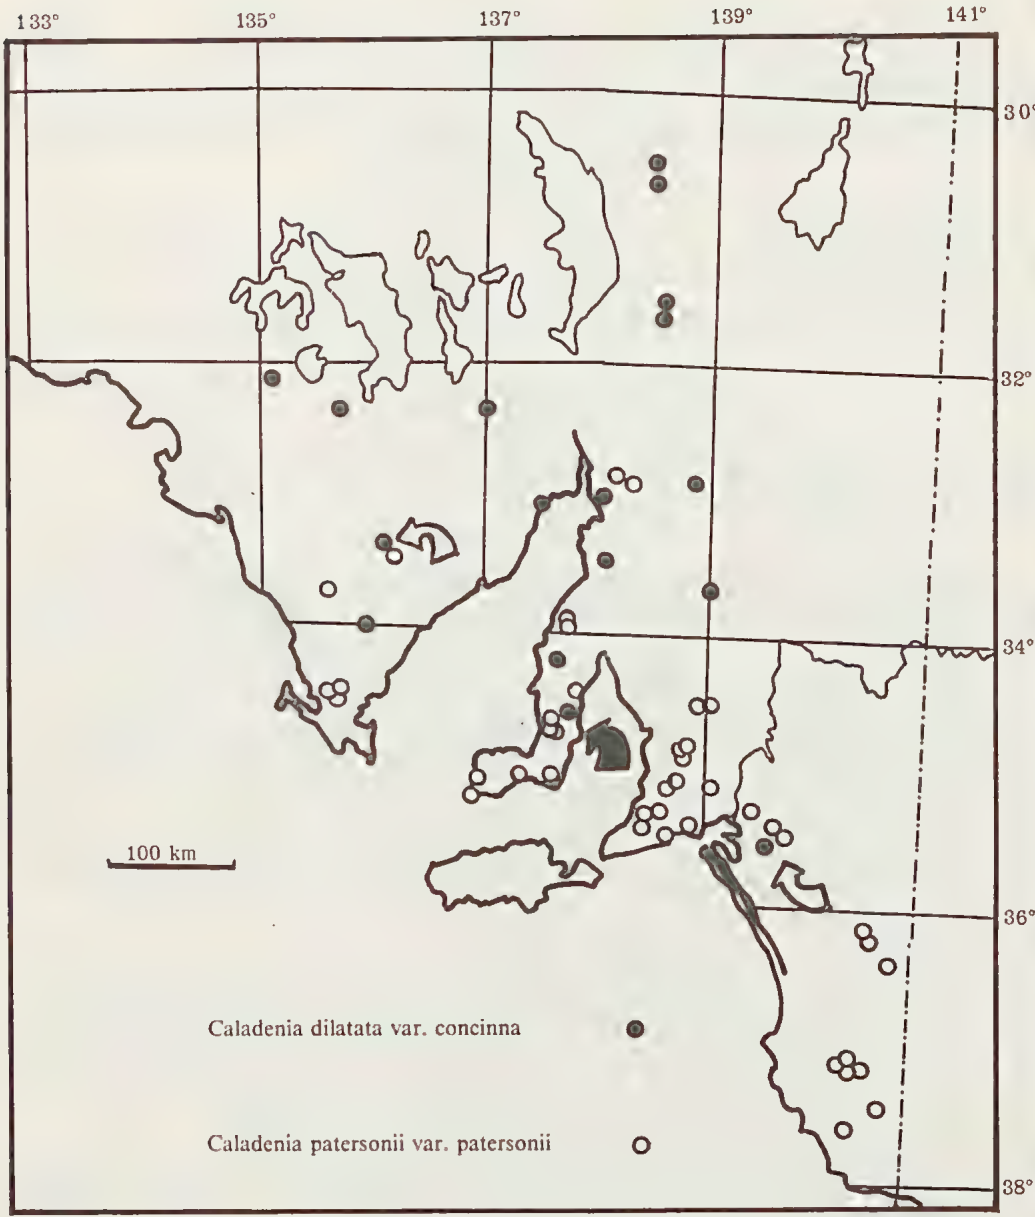 133° 135° 137° 139° 141°
30°
32°
34°
100 km
36°
Caladenia dilatata var. concinna
Caladenia patersonii var. patersonii
38°